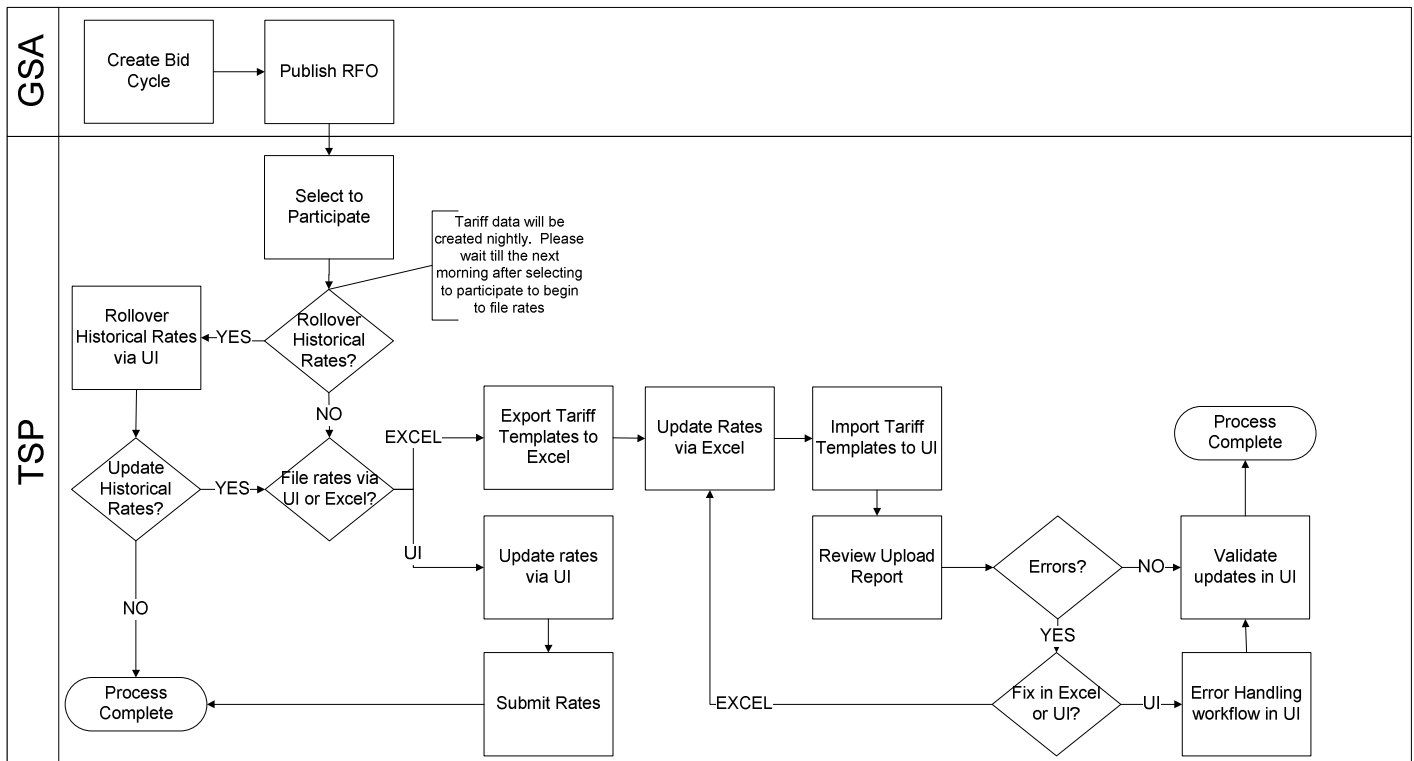 GSA
Create Bid
Cycle
Publish RFO
TSP
Select to
Participate
Tariff data will be
created nightly. Please
wait till the next
morning after selecting
to participate to begin
to file rates
Rollover
Historical Rates
via UI
YES
Rollover
Historical
Rates?
NO
Update
Historical
Rates?
YES
File rates via
UI or Excel?
EXCEL
Export Tariff
Templates to
Excel
Update Rates
via Excel
Import Tariff
Templates to UI
Process
Complete
UI
Update rates
via UI
Review Upload
Report
Errors?
NO
Validate
updates in UI
NO
YES
Process
Complete
Submit Rates
EXCEL
Fix in Excel
or UI?
UI
Error Handling
workflow in UI